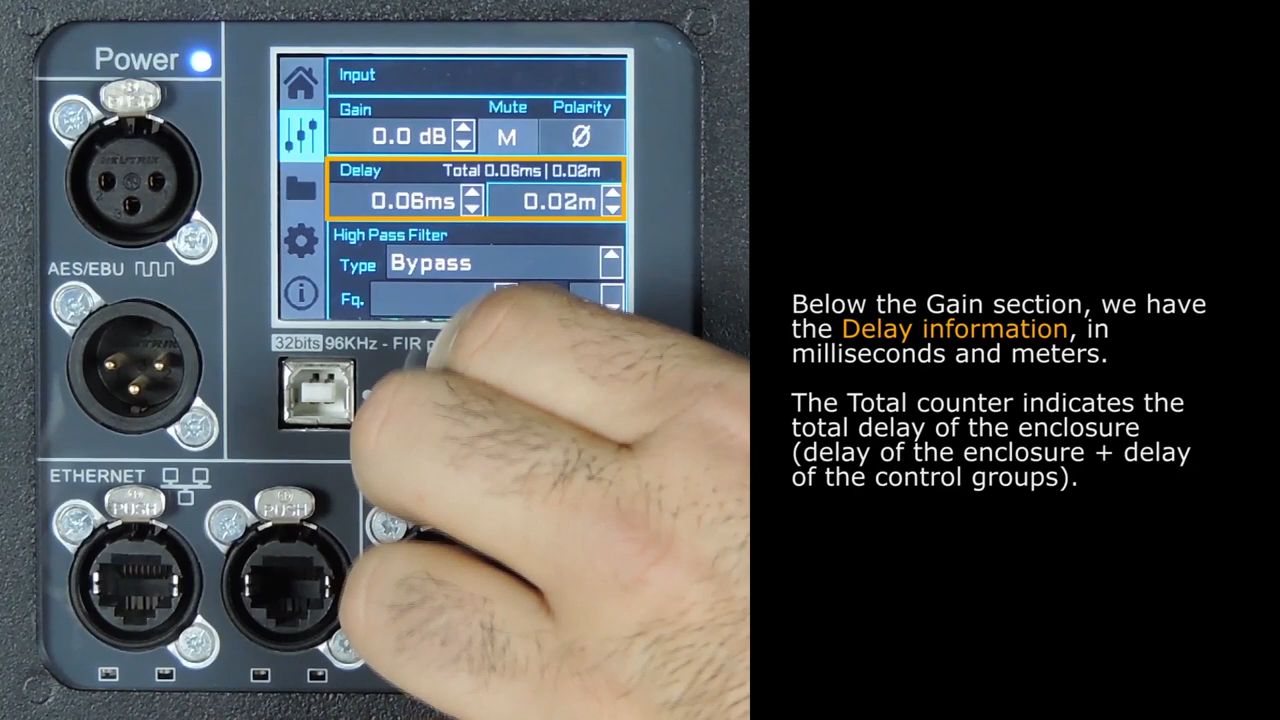 Power
PUSH
NEUTRIK
AES/EBU
ETHERNET
PUSH
PUSH
Input
Gain
Mute
Polarity
0.0 dB
M
Ø
Delay
Total 0.06ms | 0.02m
0.06ms
0.02m
High Pass Filter
Type
Bypass
Fq.
32bits 96KHz - FIR
Below the Gain section, we have
the Delay information, in
milliseconds and meters.
The Total counter indicates the
total delay of the enclosure
(delay of the enclosure + delay
of the control groups).